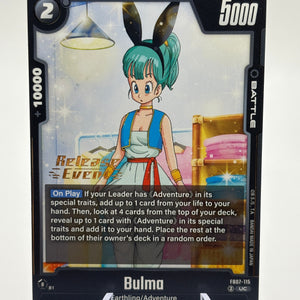 2
5000
+10000
BATTLE
Release
Event
On Play If your Leader has《Adventure》in its
special traits, add up to 1 card from your life to your
hand. Then, look at 4 cards from the top of your deck,
reveal up to 1 card with《Adventure》in its special
traits and add it to your hand. Place the rest at the
bottom of their owner's deck in a random order.
Bulma
FB07-115
UC
Earthling/Adventure